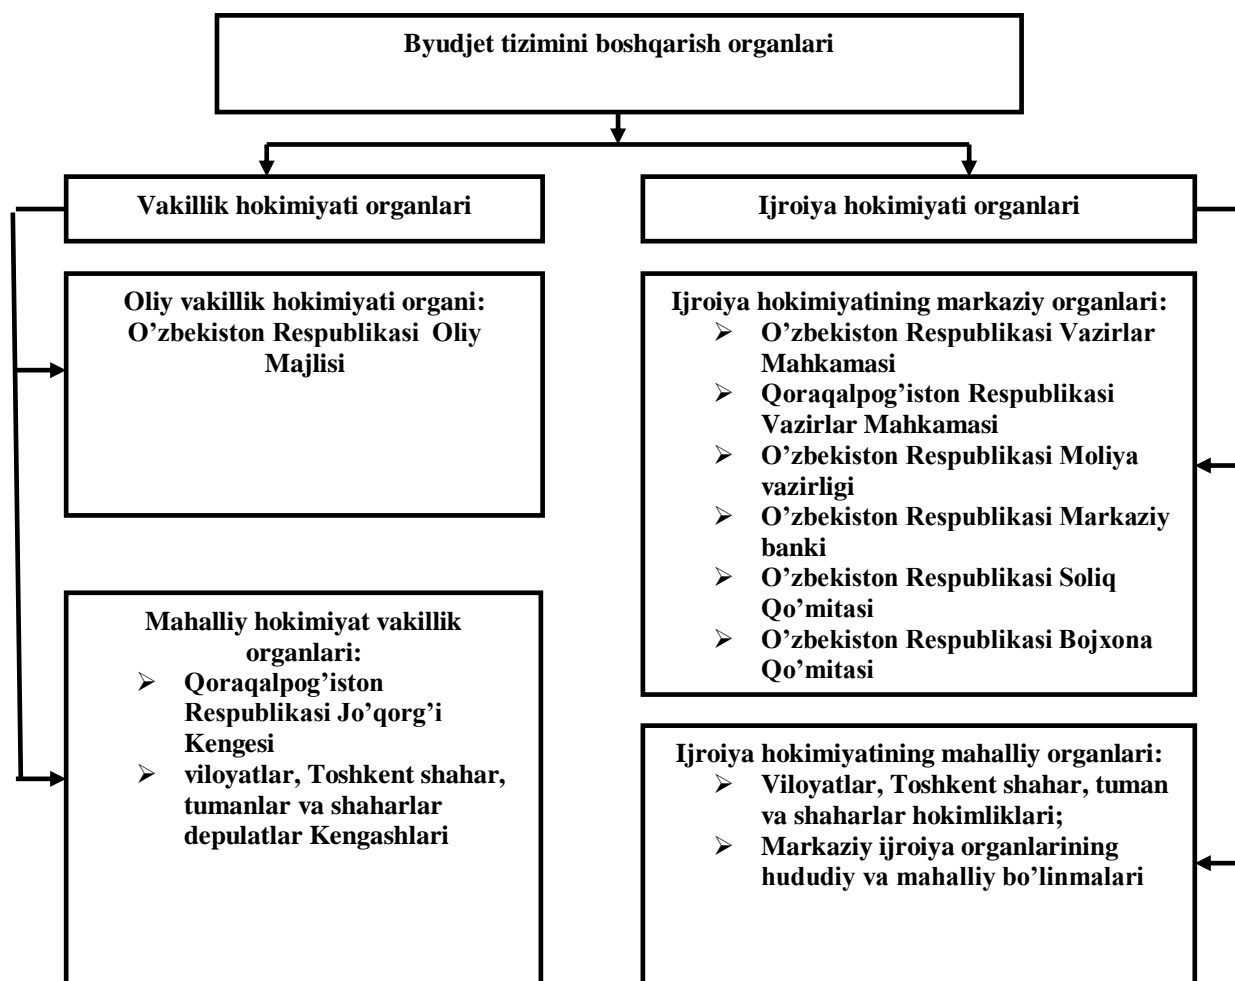 Byudjet tizimini boshqarish organlari
Vakillik hokimiyati organlari
Ijroiya hokimiyati organlari
Oliy vakillik hokimiyati organi:
O’zbekiston Respublikasi Oliy
Majlisi
Mahalliy hokimiyat vakillik
organlari:
➢ Qoraqalpog’iston
Respublikasi Jo’qorg’i
Kengesi
➢ viloyatlar, Toshkent shahar,
tumanlar va shaharlar
depulatlar Kengashlari
Ijroiya hokimiyatining markaziy organlari:
➢ O’zbekiston Respublikasi Vazirlar
Mahkamasi
➢ Qoraqalpog’iston Respublikasi
Vazirlar Mahkamasi
➢ O’zbekiston Respublikasi Moliya
vazirligi
➢ O’zbekiston Respublikasi Markaziy
banki
➢ O’zbekiston Respublikasi Soliq
Qo’mitasi
➢ O’zbekiston Respublikasi Bojxona
Qo’mitasi
Ijroiya hokimiyatining mahalliy organlari:
➢ Viloyatlar, Toshkent shahar, tuman
va shaharlar hokimliklari;
➢ Markaziy ijroiya organlarining
hududiy va mahalliy bo’linmalari